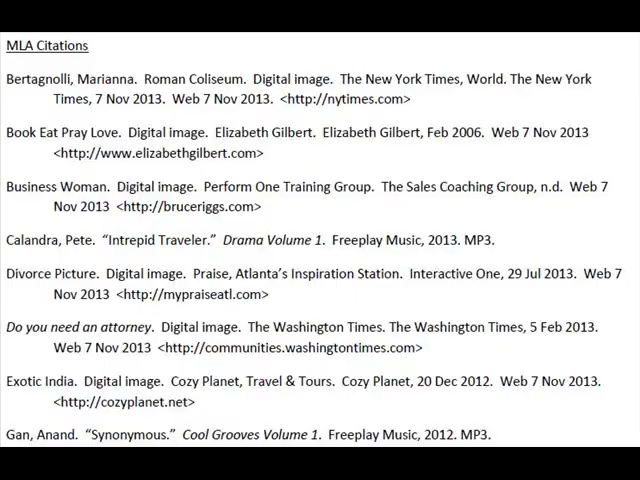 MLA Citations
Bertagnolli, Marianna. Roman Coliseum. Digital image. The New York Times, World. The New York
Times, 7 Nov 2013. Web 7 Nov 2013. <http://nytimes.com>
Book Eat Pray Love. Digital image. Elizabeth Gilbert. Elizabeth Gilbert, Feb 2006. Web 7 Nov 2013
<http://www.elizabethgilbert.com>
Business Woman. Digital image. Perform One Training Group. The Sales Coaching Group, n.d. Web 7
Nov 2013 <http://bruceriggs.com>
Calandra, Pete. “Intrepid Traveler.” Drama Volume 1. Freeplay Music, 2013. MP3.
Divorce Picture. Digital image. Praise, Atlanta’s Inspiration Station. Interactive One, 29 Jul 2013. Web 7
Nov 2013 <http://mypraiseatl.com>
Do you need an attorney. Digital image. The Washington Times. The Washington Times, 5 Feb 2013.
Web 7 Nov 2013 <http://communities.washingtontimes.com>
Exotic India. Digital image. Cozy Planet, Travel & Tours. Cozy Planet, 20 Dec 2012. Web 7 Nov 2013.
<http://cozyplanet.net>
Gan, Anand. “Synonymous.” Cool Grooves Volume 1. Freeplay Music, 2012. MP3.